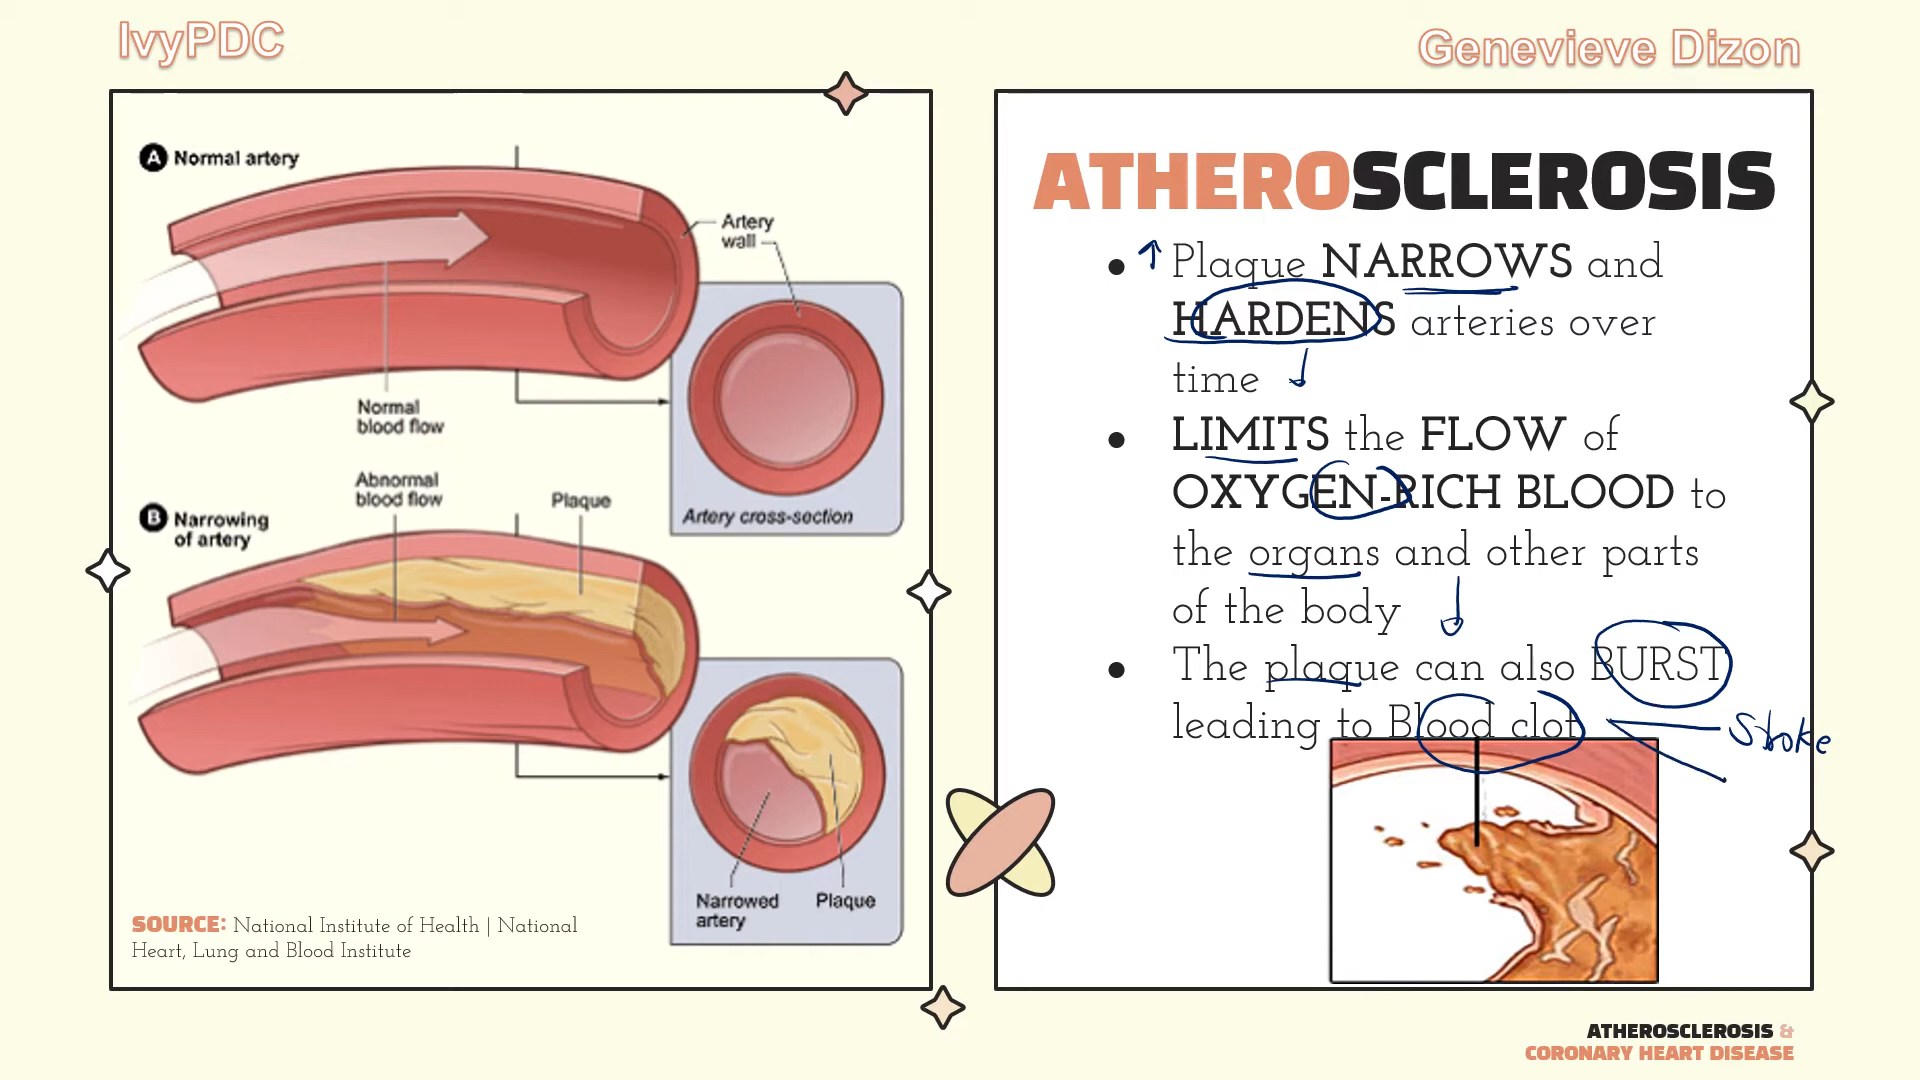 IvyPDC
Genevieve Dizon
A Normal artery
Artery
wall
Normal
blood flow
Artery cross-section
Abnormal
blood flow
Plaque
B Narrowing
of artery
Narrowed
artery
Plaque
SOURCE: National Institute of Health | National
Heart, Lung and Blood Institute
ATHEROSCLEROSIS
• ↑ Plaque NARROWS and
HARDENS arteries over
time
• LIMITS the FLOW of
OXYGEN-RICH BLOOD to
the organs and other parts
of the body
• The plaque can also BURST
leading to Blood clot
Stroke
ATHEROSCLEROSIS &
CORONARY HEART DISEASE